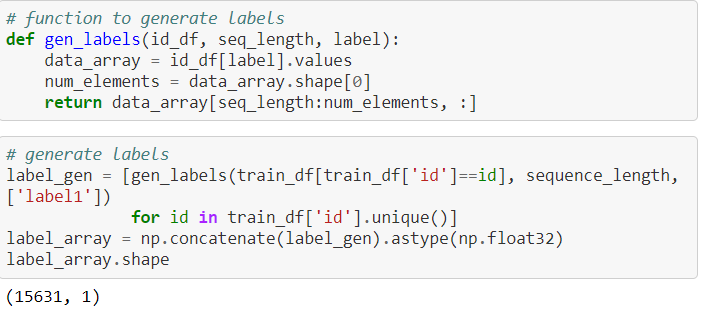 # function to generate labels
def gen_labels(id_df, seq_length, label):
    data_array = id_df[label].values
    num_elements = data_array.shape[0]
    return data_array[seq_length:num_elements, :]
# generate labels
label_gen = [gen_labels(train_df[train_df['id']==id], sequence_length,
['label1'])
             for id in train_df['id'].unique()]
label_array = np.concatenate(label_gen).astype(np.float32)
label_array.shape
(15631, 1)